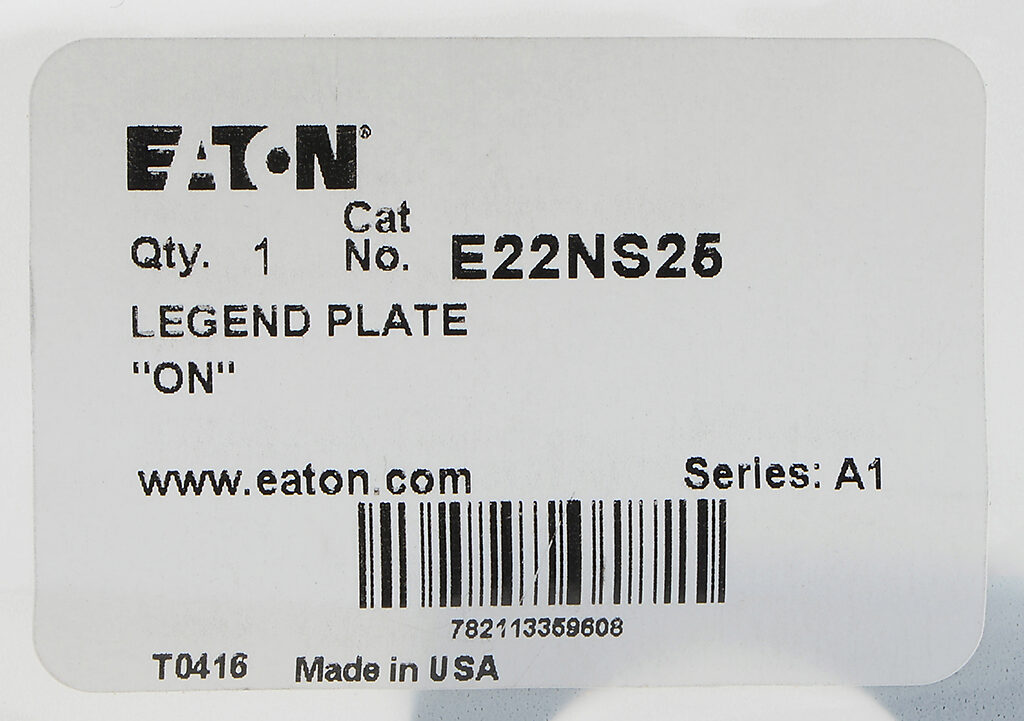 EATON®
Qty. 1 Cat No. E22NS25
LEGEND PLATE
"ON"
www.eaton.com Series: A1
782113359608
T0416 Made in USA